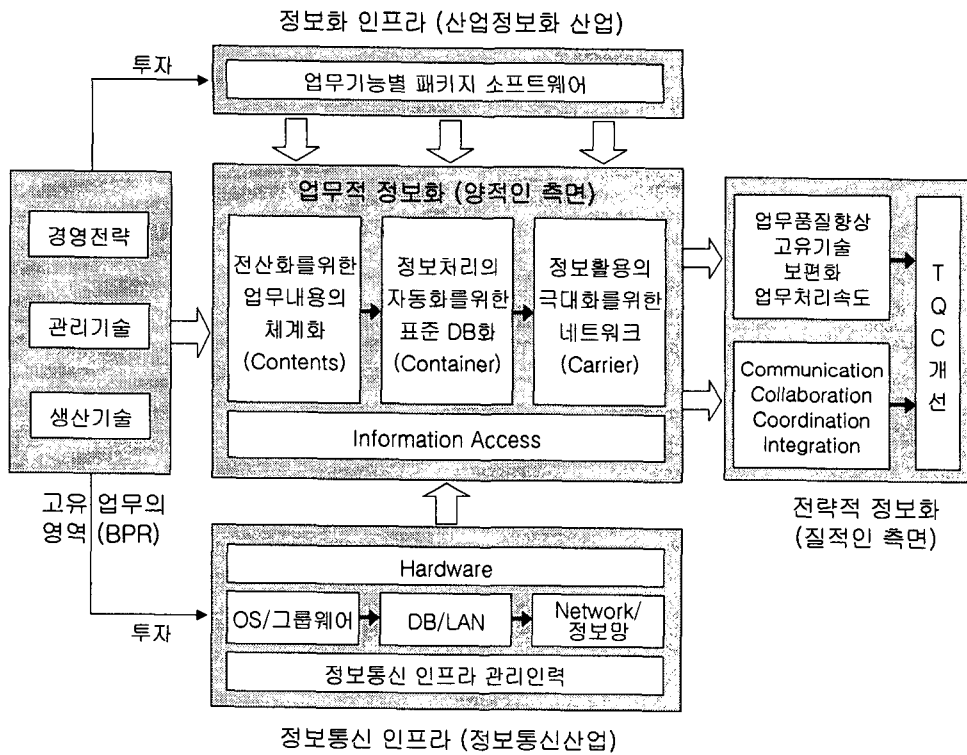 정보화 인프라 (산업정보화 산업)
투자
업무기능별 패키지 소프트웨어
경영전략
관리기술
생산기술
고유 업무의
영역 (BPR)
업무적 정보화 (양적인 측면)
전산화를위한
업무내용의
체계화
(Contents)
정보처리의
자동화를위한
표준 DB화
(Container)
정보활용의
극대화를위한
네트워크
(Carrier)
Information Access
업무품질향상
고유기술
보편화
업무처리속도
Communication
Collaboration
Coordination
Integration
T
Q
C
개
선
전략적 정보화
(질적인 측면)
투자
Hardware
OS/그룹웨어
DB/LAN
Network/
정보망
정보통신 인프라 관리인력
정보통신 인프라 (정보통신산업)